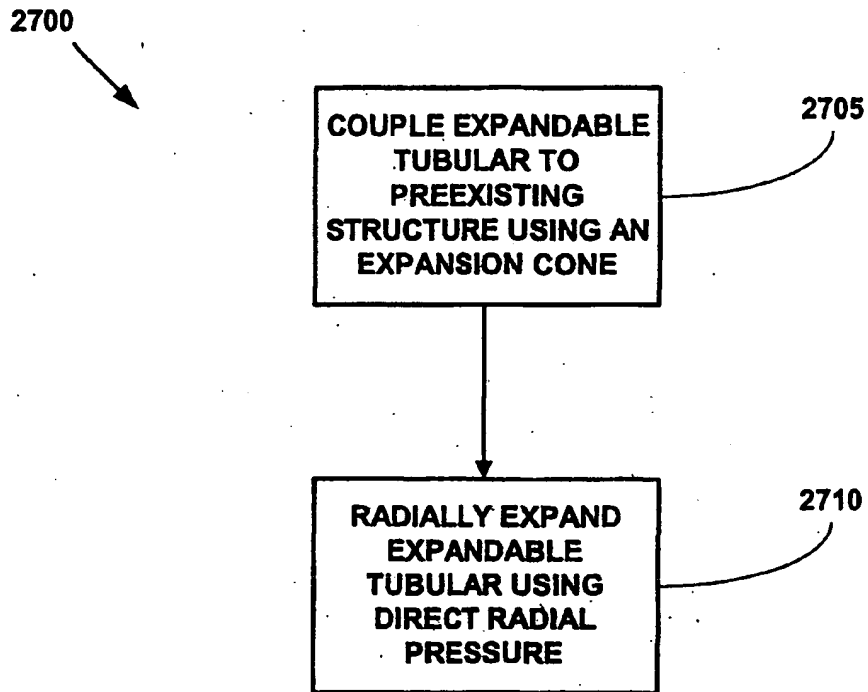 2700
COUPLE EXPANDABLE
TUBULAR TO
PREEXISTING
STRUCTURE USING AN
EXPANSION CONE
2705
RADIALLY EXPAND
EXPANDABLE
TUBULAR USING
DIRECT RADIAL
PRESSURE
2710